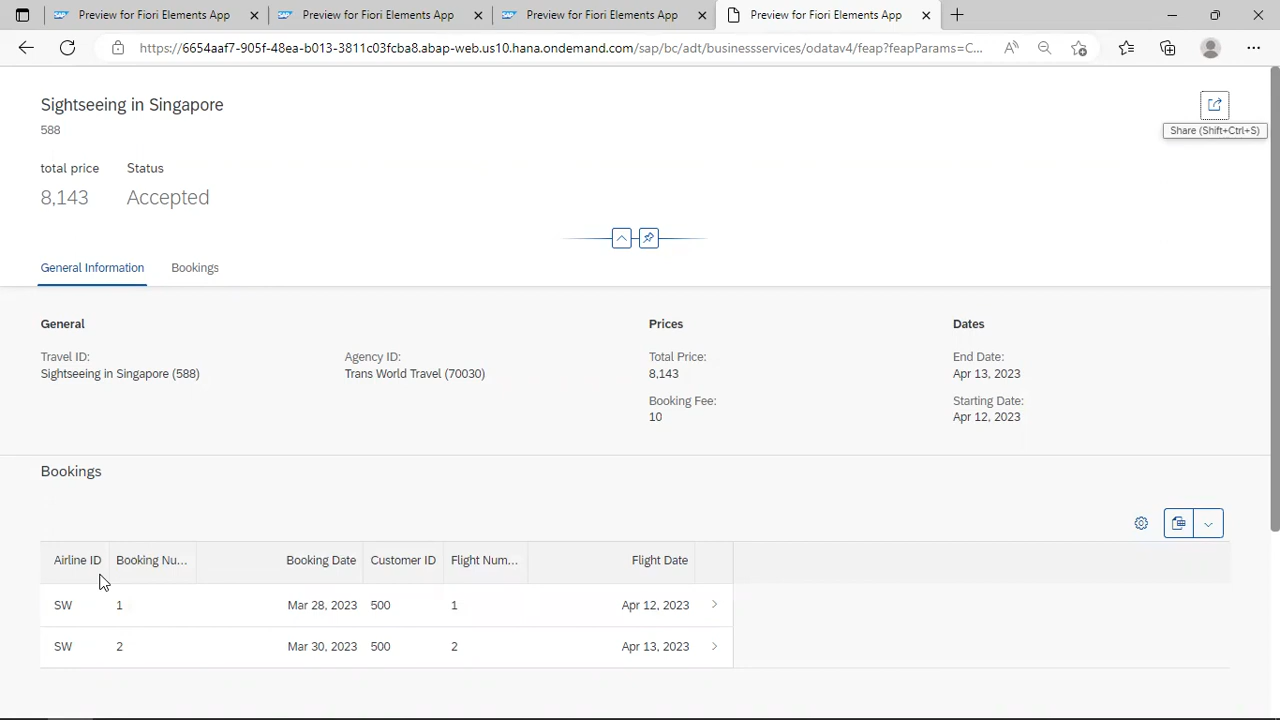 SAP Preview for Fiori Elements App
SAP Preview for Fiori Elements App
SAP Preview for Fiori Elements App
Preview for Fiori Elements App
https://6654aaf7-905f-48ea-b013-3811c03fcba8.abap-web.us10.hana.ondemand.com/sap/bc/adt/businessservices/odatav4/feap?feapParams=C...
Sightseeing in Singapore
588
Share (Shift+Ctrl+S)
total price Status
8,143 Accepted
General Information Bookings
General Prices Dates
Travel ID: Agency ID: Total Price: End Date:
Sightseeing in Singapore (588) Trans World Travel (70030) 8,143 Apr 13, 2023
Booking Fee: Starting Date:
10 Apr 12, 2023
Bookings
Airline ID Booking Nu... Booking Date Customer ID Flight Num... Flight Date
SW 1 Mar 28, 2023 500 1 Apr 12, 2023
SW 2 Mar 30, 2023 500 2 Apr 13, 2023